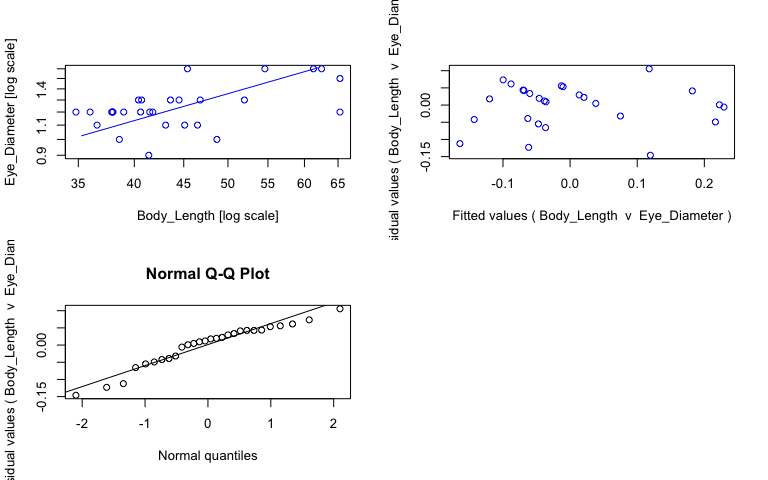 Eye_Diameter [log scale]
0.9 1.1 1.4
35 40 45 50 55 60 65
Body_Length [log scale]
sidual values ( Body_Length v Eye_Dian
-0.15 0.00
-0.1 0.0 0.1 0.2
Fitted values ( Body_Length v Eye_Diameter )
Normal Q-Q Plot
sidual values ( Body_Length v Eye_Dian
-0.15 0.00
-2 -1 0 1 2
Normal quantiles